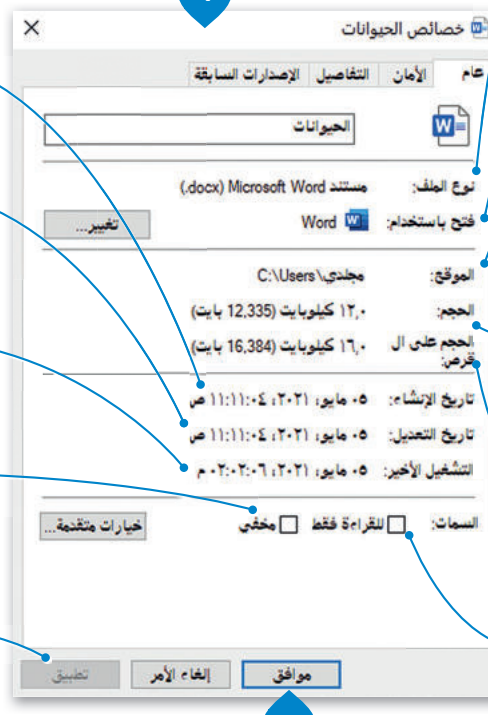 خصائص الحيوانات
عام الأمان التفاصيل الإصدارات السابقة
الحيوانات
نوع الملف: مستند Microsoft Word (.docx)
فتح باستخدام: Word تغيير...
الموقع: C:\Users\مجلدي
الحجم: ١٢,٠ كيلوبايت (12,335 بايت)
الحجم على ال
قرص: ١٦,٠ كيلوبايت (16,384 بايت)
تاريخ الإنشاء: ٠٥ مايو، ٢٠٢١، ١١:١١:٠٤ ص
تاريخ التعديل: ٠٥ مايو، ٢٠٢١، ١١:١١:٠٤ ص
التشغيل الأخير: ٠٥ مايو، ٢٠٢١، ٠٢:٠٢:٠٦ م
السمات: للقراءة فقط مخفي خيارات متقدمة...
موافق إلغاء الأمر تطبيق